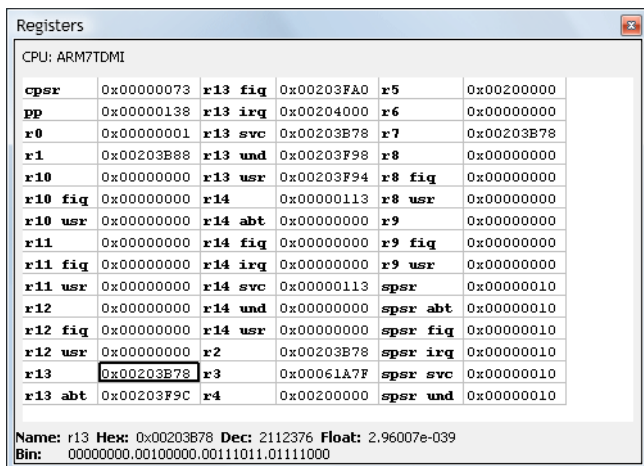 Registers
CPU: ARM7TDMI
cpsr 0x00000073 r13 fiq 0x00203FA0 r5 0x00200000
pp 0x00000138 r13 irq 0x00204000 r6 0x00000000
r0 0x00000001 r13 svc 0x00203B78 r7 0x00203B78
r1 0x00203B88 r13 und 0x00203F98 r8 0x00000000
r10 0x00000000 r13 usr 0x00203F94 r8 fiq 0x00000000
r10 fiq 0x00000000 r14 0x00000113 r8 usr 0x00000000
r10 usr 0x00000000 r14 abt 0x00000000 r9 0x00000000
r11 0x00000000 r14 fiq 0x00000000 r9 fiq 0x00000000
r11 fiq 0x00000000 r14 irq 0x00000000 r9 usr 0x00000000
r11 usr 0x00000000 r14 svc 0x00000113 spsr 0x00000010
r12 0x00000000 r14 und 0x00000000 spsr abt 0x00000010
r12 fiq 0x00000000 r14 usr 0x00000000 spsr fiq 0x00000010
r12 usr 0x00000000 r2 0x00203B78 spsr irq 0x00000010
r13 0x00203B78 r3 0x00061A7F spsr svc 0x00000010
r13 abt 0x00203F9C r4 0x00200000 spsr und 0x00000010
Name: r13 Hex: 0x00203B78 Dec: 2112376 Float: 2.96007e-039
Bin: 00000000.00100000.00111011.01111000